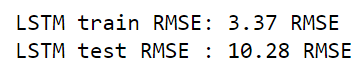 LSTM train RMSE: 3.37 RMSE
LSTM test RMSE : 10.28 RMSE